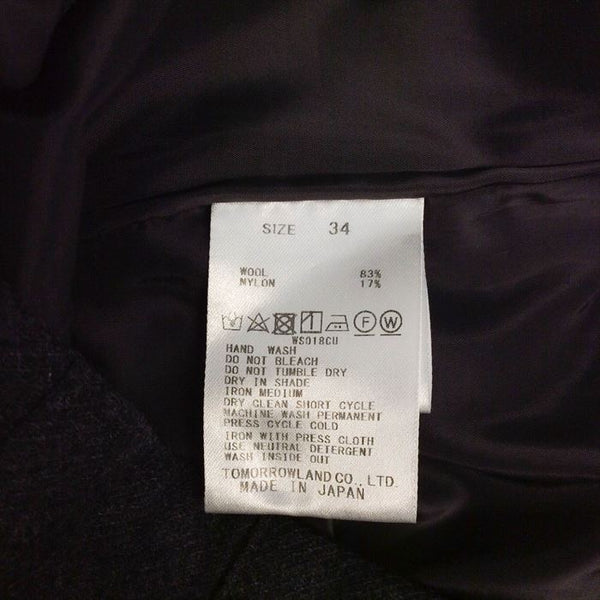 SIZE 34
WOOL 83%
NYLON 17%
F W
WS018CU
HAND WASH
DO NOT BLEACH
DO NOT TUMBLE DRY
DRY IN SHADE
IRON MEDIUM
DRY CLEAN SHORT CYCLE
MACHINE WASH PERMANENT
PRESS CYCLE COLD
IRON WITH PRESS CLOTH
USE NEUTRAL DETERGENT
WASH INSIDE OUT
TOMORROWLAND CO., LTD.
MADE IN JAPAN